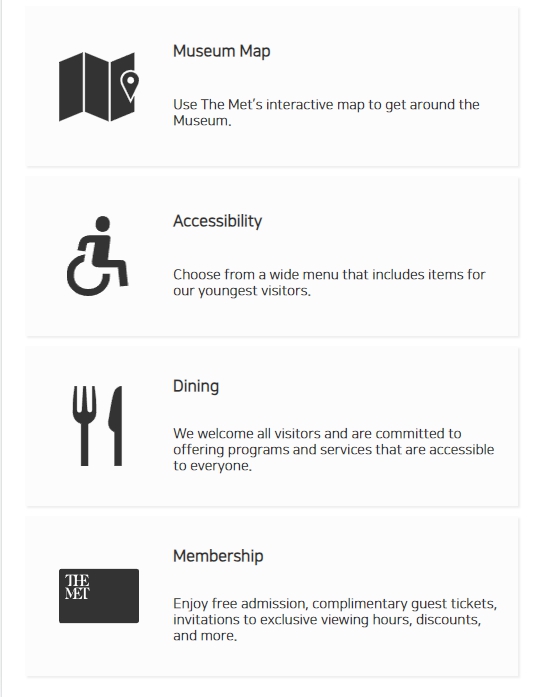 Museum Map
Use The Met's interactive map to get around the
Museum.
Accessibility
Choose from a wide menu that includes items for
our youngest visitors.
Dining
We welcome all visitors and are committed to
offering programs and services that are accessible
to everyone.
THE
MET
Membership
Enjoy free admission, complimentary guest tickets,
invitations to exclusive viewing hours, discounts,
and more.